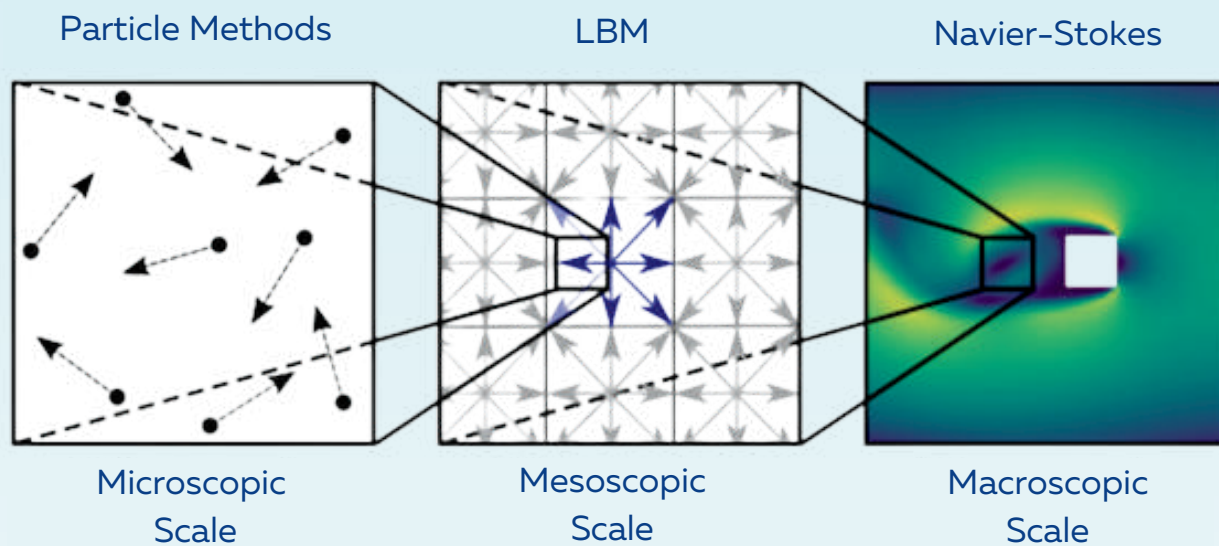 Particle Methods
LBM
Navier-Stokes
Microscopic
Scale
Mesoscopic
Scale
Macroscopic
Scale